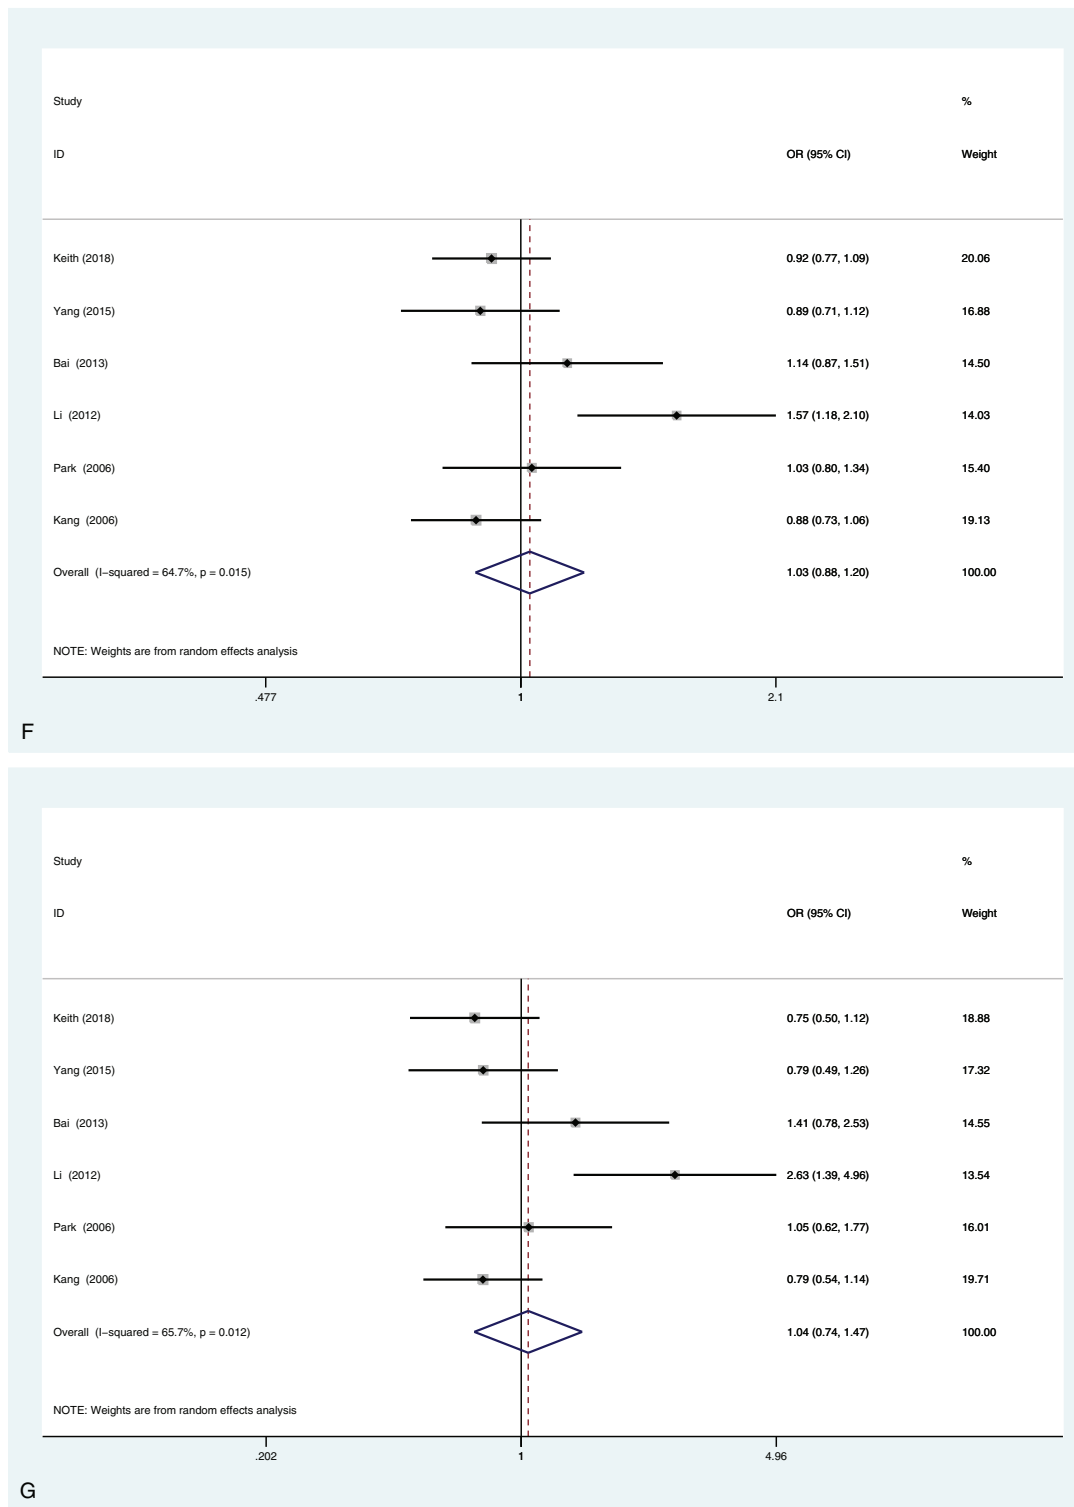 Study %
ID OR (95% CI) Weight
Keith (2018) 0.92 (0.77, 1.09) 20.06
Yang (2015) 0.89 (0.71, 1.12) 16.88
Bai (2013) 1.14 (0.87, 1.51) 14.50
Li (2012) 1.57 (1.18, 2.10) 14.03
Park (2006) 1.03 (0.80, 1.34) 15.40
Kang (2006) 0.88 (0.73, 1.06) 19.13
Overall (I−squared = 64.7%, p = 0.015) 1.03 (0.88, 1.20) 100.00
NOTE: Weights are from random effects analysis
.477 1 2.1
F
Study %
ID OR (95% CI) Weight
Keith (2018) 0.75 (0.50, 1.12) 18.88
Yang (2015) 0.79 (0.49, 1.26) 17.32
Bai (2013) 1.41 (0.78, 2.53) 14.55
Li (2012) 2.63 (1.39, 4.96) 13.54
Park (2006) 1.05 (0.62, 1.77) 16.01
Kang (2006) 0.79 (0.54, 1.14) 19.71
Overall (I−squared = 65.7%, p = 0.012) 1.04 (0.74, 1.47) 100.00
NOTE: Weights are from random effects analysis
.202 1 4.96
G